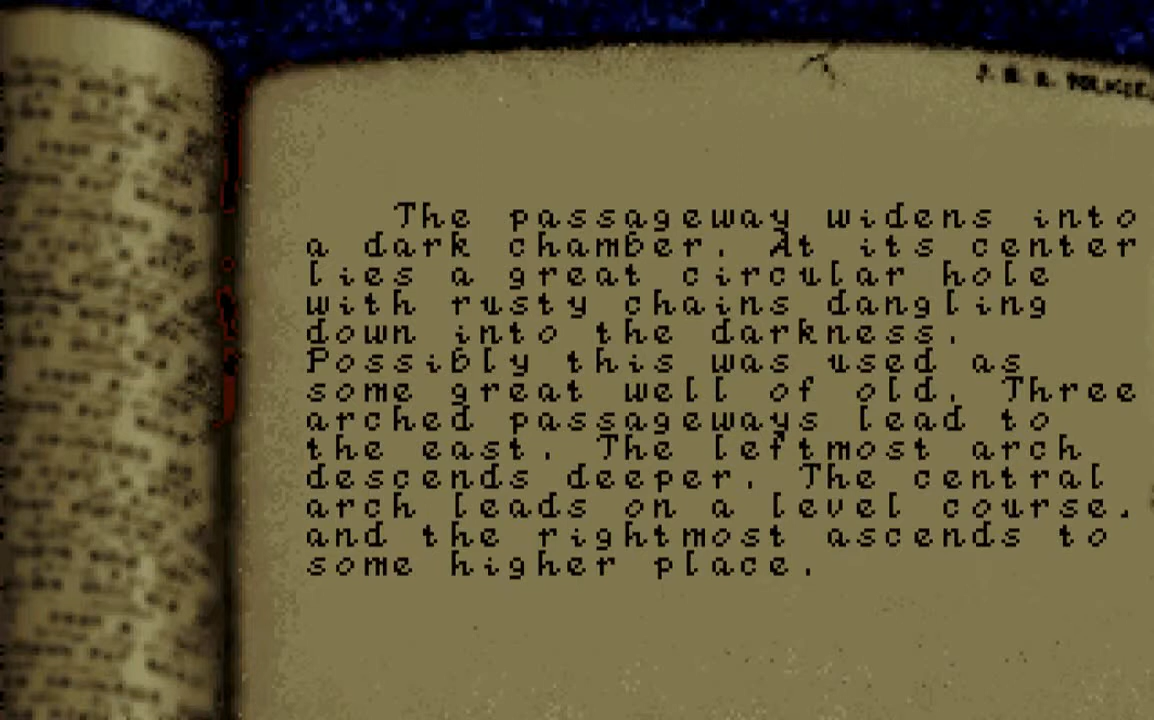 J. R. R. TOLKIE
The passageway widens into
a dark chamber. At its center
lies a great circular hole
with rusty chains dangling
down into the darkness.
Possibly this was used as
some great well of old. Three
arched passageways lead to
the east. The leftmost arch
descends deeper. The central
arch leads on a level course.
and the rightmost ascends to
some higher place.